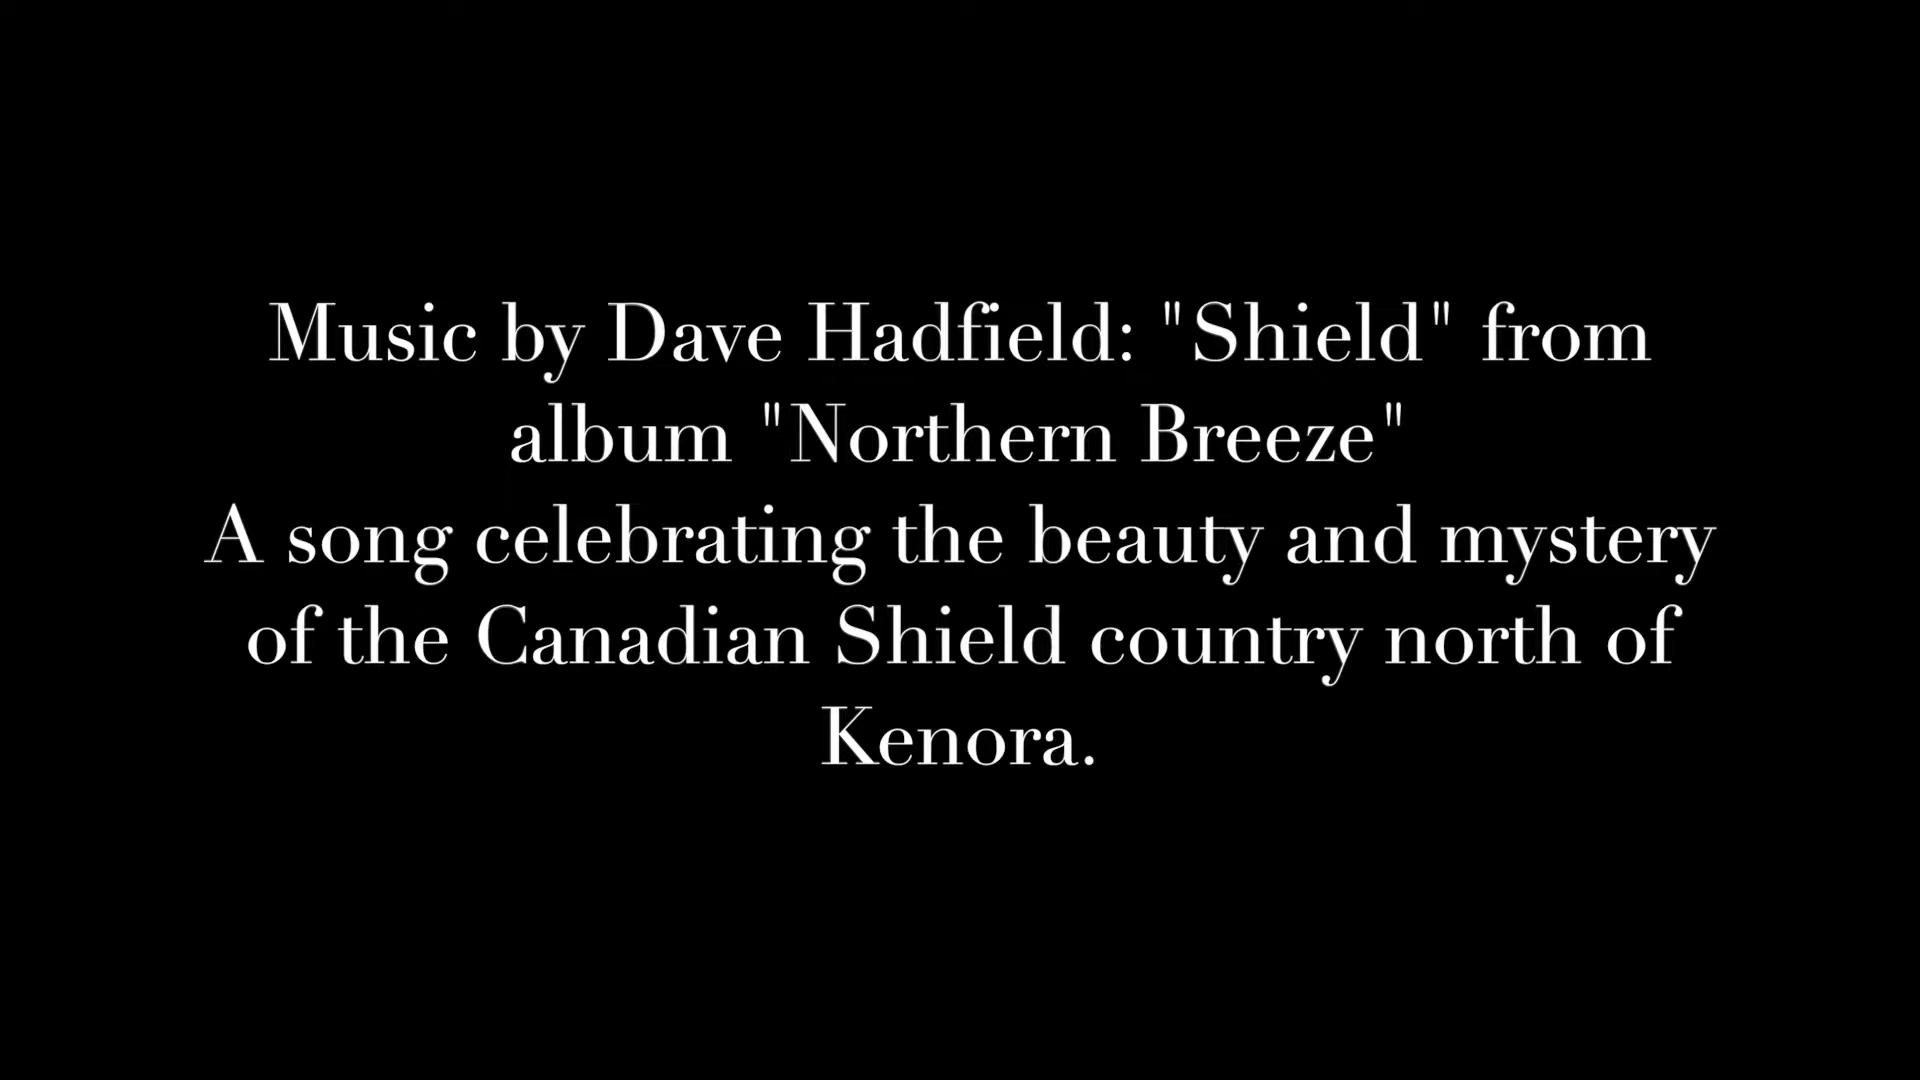 Music by Dave Hadfield: "Shield" from
album "Northern Breeze"
A song celebrating the beauty and mystery
of the Canadian Shield country north of
Kenora.